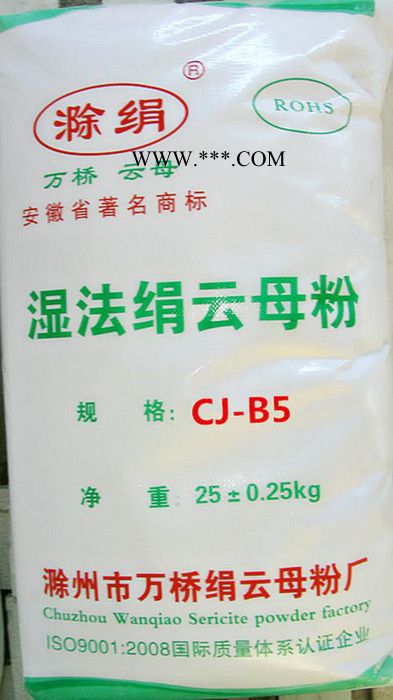 ®
滁绢
ROHS
WWW.***.COM
万桥 云母
安徽省著名商标
湿法绢云母粉
规 格: CJ-B5
净 重: 25±0.25kg
滁州市万桥绢云母粉厂
Chuzhou Wanqiao Sericite powder factory
ISO9001:2008国际质量体系认证企业